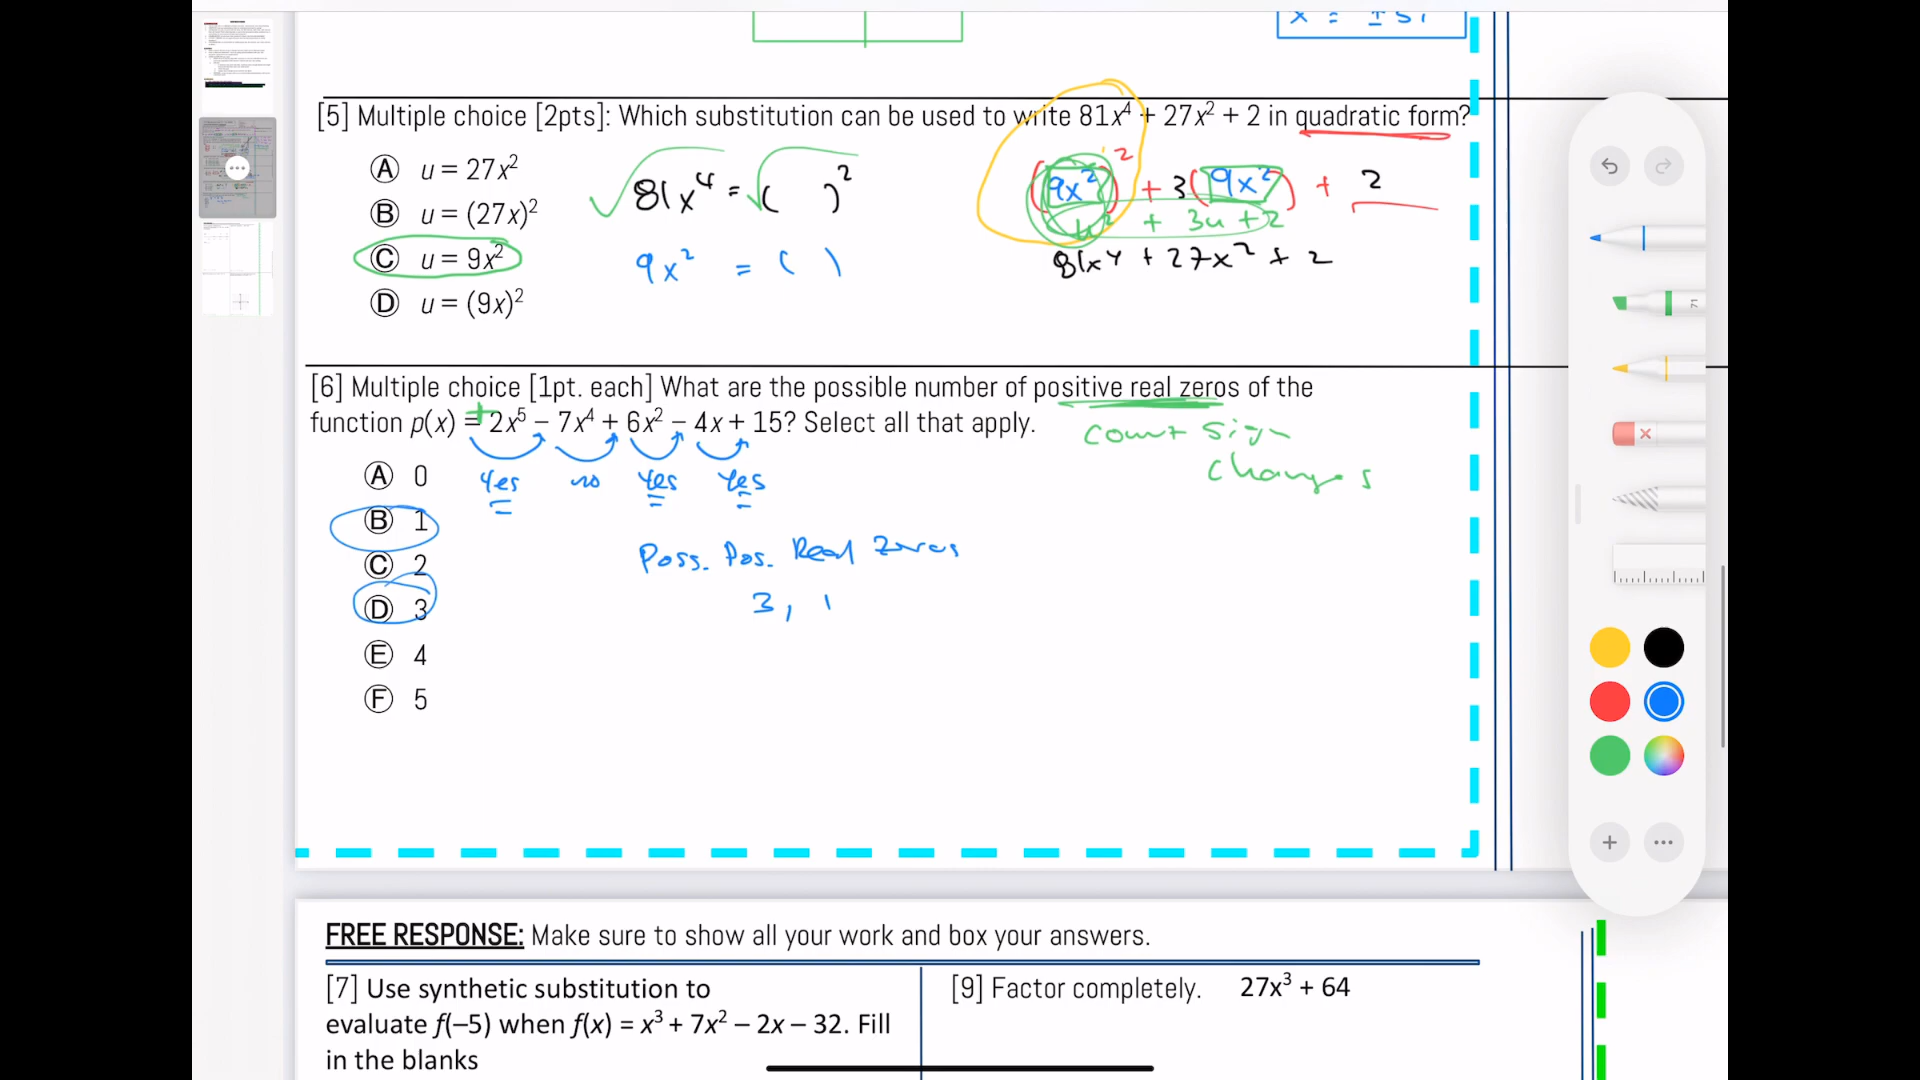 x = ±5i
[5] Multiple choice [2pts]: Which substitution can be used to write 81x⁴ + 27x² + 2 in quadratic form?
Ⓐ u = 27x²
Ⓑ u = (27x)²
Ⓒ u = 9x²
Ⓓ u = (9x)²
81x⁴ = ( )²
9x² = ( )
(9x²)² + 3(9x²) + 2
u² + 3u + 2
81x⁴ + 27x² + 2
[6] Multiple choice [1pt. each] What are the possible number of positive real zeros of the
function p(x) = 2x⁵ – 7x⁴ + 6x² – 4x + 15? Select all that apply.
+
Count Sign
Changes
Yes no Yes Yes
Ⓐ 0
Ⓑ 1
Ⓒ 2
Ⓓ 3
Ⓔ 4
Ⓕ 5
Poss. Pos. Real Zeros
3, 1
FREE RESPONSE: Make sure to show all your work and box your answers.
[7] Use synthetic substitution to
evaluate f(–5) when f(x) = x³ + 7x² – 2x – 32. Fill
in the blanks
[9] Factor completely. 27x³ + 64
71